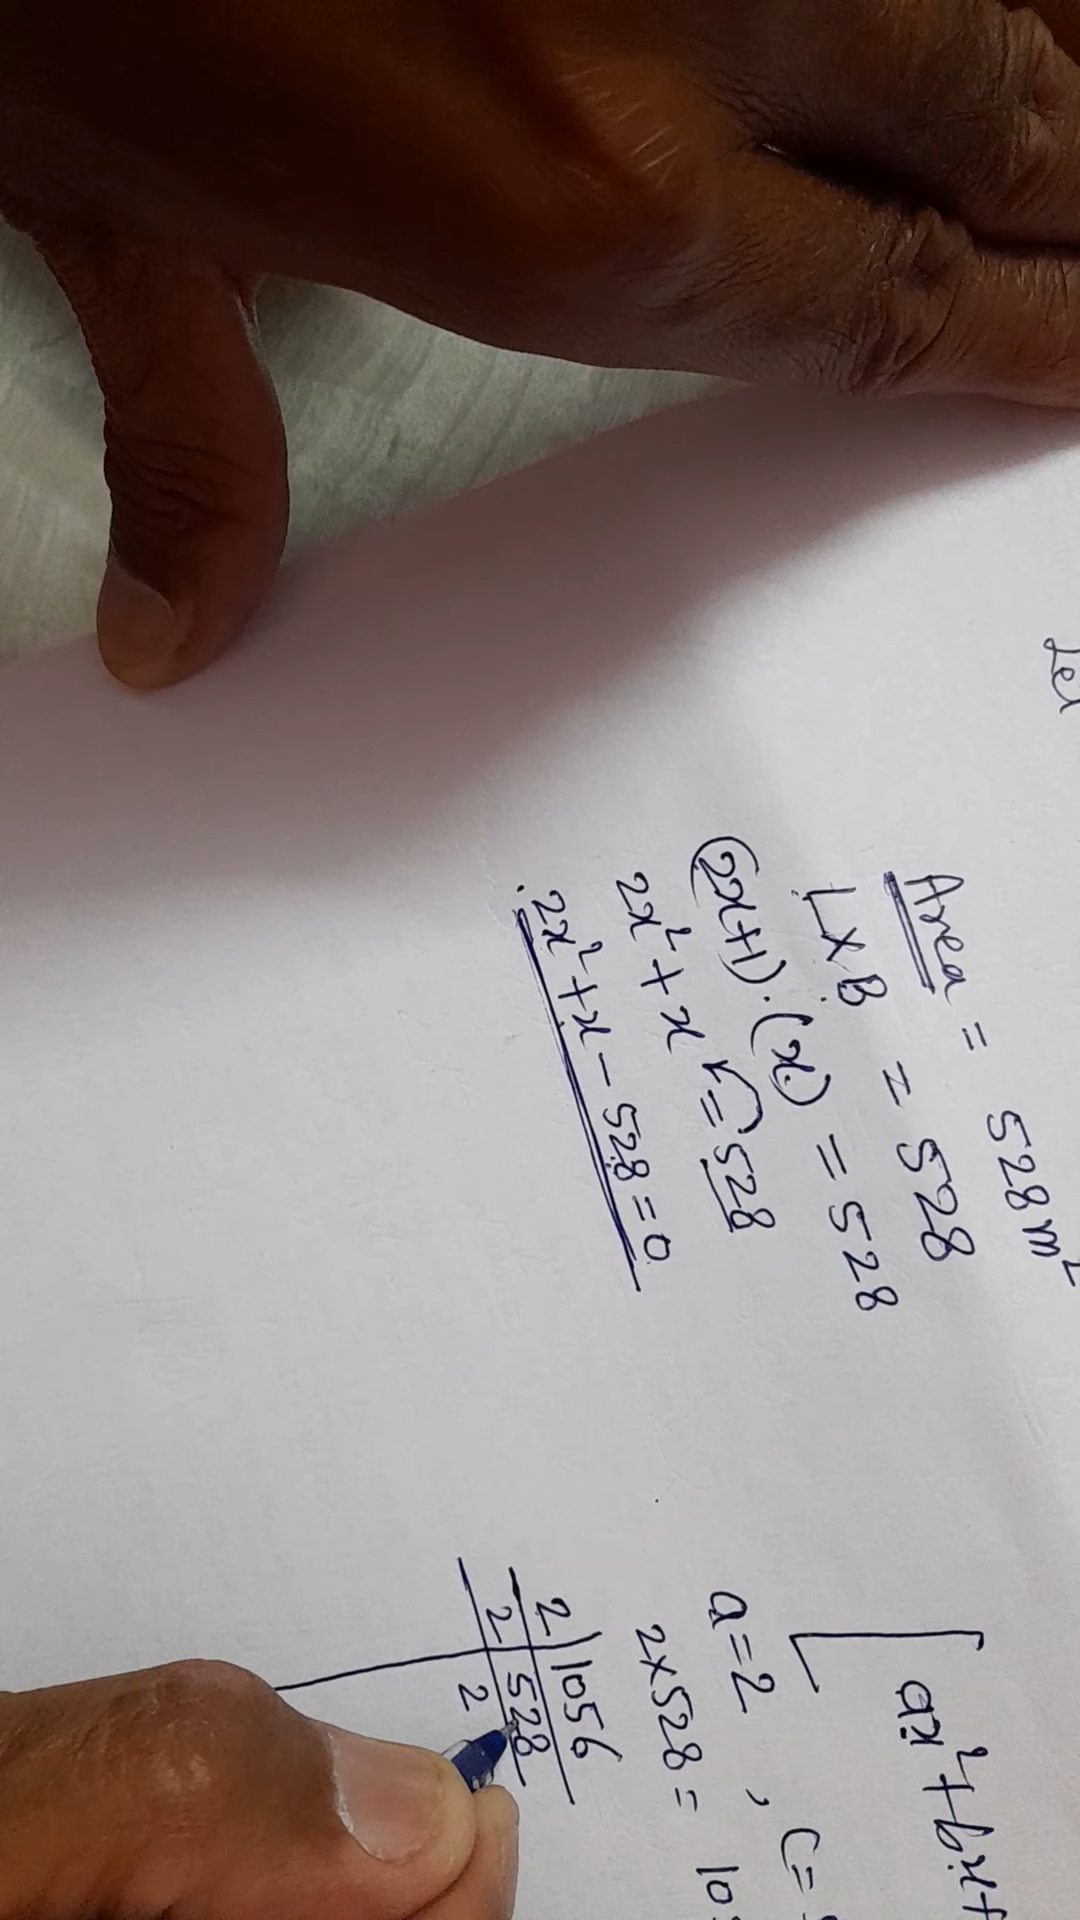 Let
Area = 528 m²
L × B = 528
(2x+1).(x) = 528
2x² + x = 528
2x² + x - 528 = 0
ax² + bx +
a = 2 , C =
2 × 528 = 10
2 | 1056
2 | 528
2